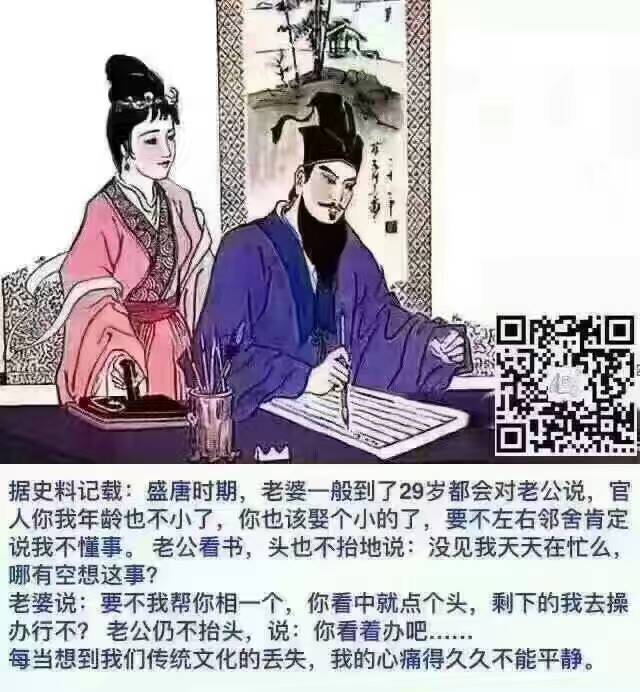 据史料记载：盛唐时期，老婆一般到了29岁都会对老公说，官
人你我年龄也不小了，你也该娶个小的了，要不左右邻舍肯定
说我不懂事。 老公看书，头也不抬地说：没见我天天在忙么，
哪有空想这事？
老婆说：要不我帮你相一个，你看中就点个头，剩下的我去操
办行不？ 老公仍不抬头，说：你看着办吧......
每当想到我们传统文化的丢失，我的心痛得久久不能平静。